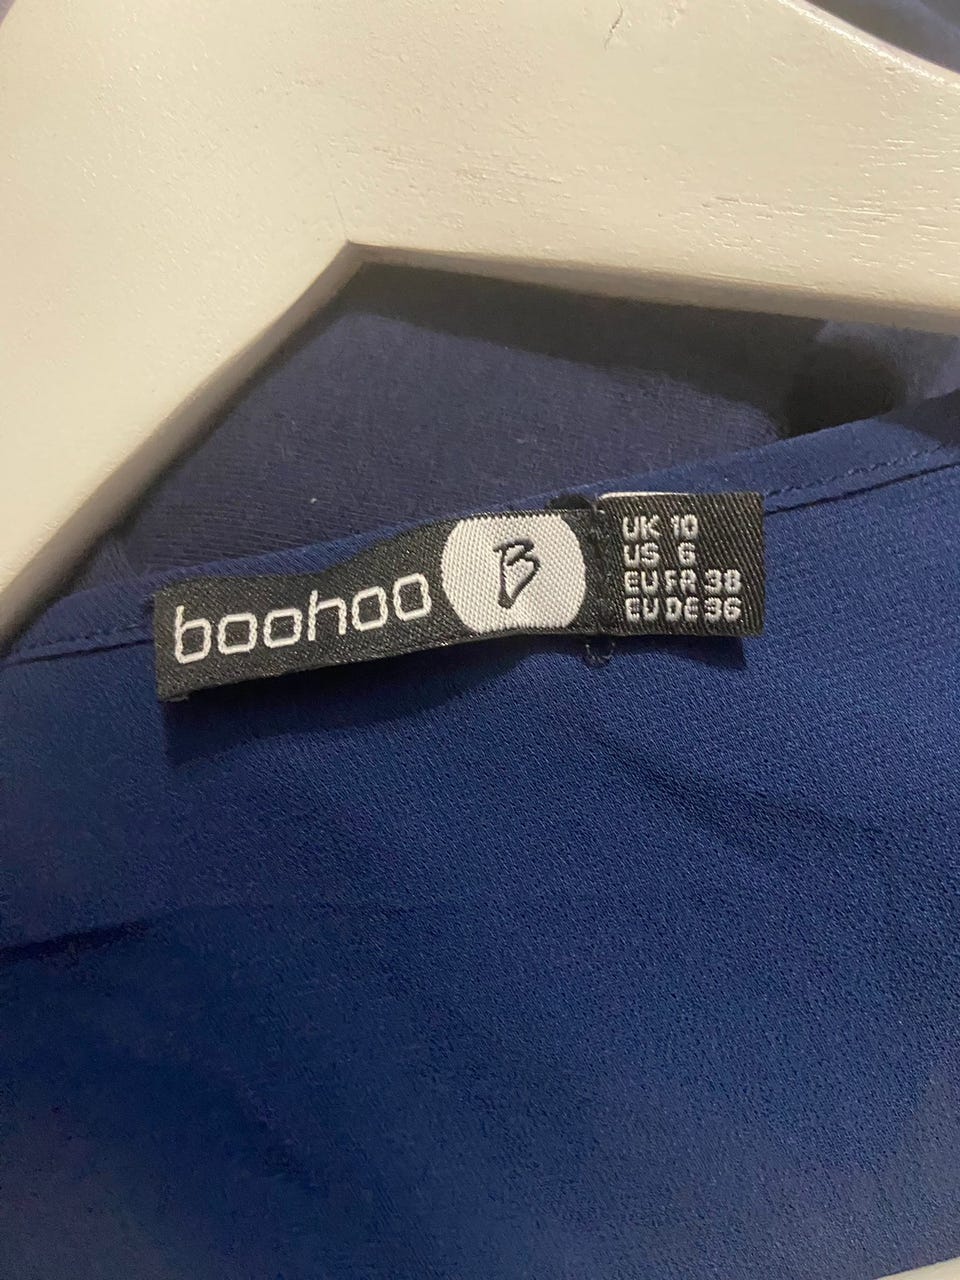 boohoo B
UK 10
US 6
EU FR 38
EU DE 36